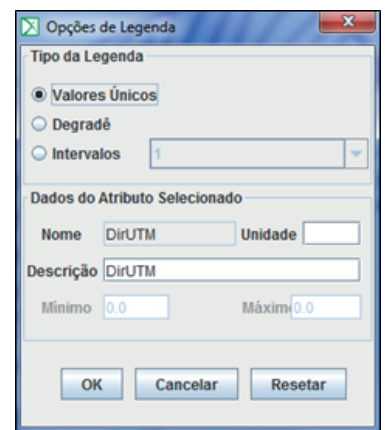 Opções de Legenda
Tipo da Legenda
Valores Únicos
Degradê
Intervalos 1
Dados do Atributo Selecionado
Nome DirUTM Unidade
Descrição DirUTM
Mínimo 0.0 Máxim 0.0
OK Cancelar Resetar